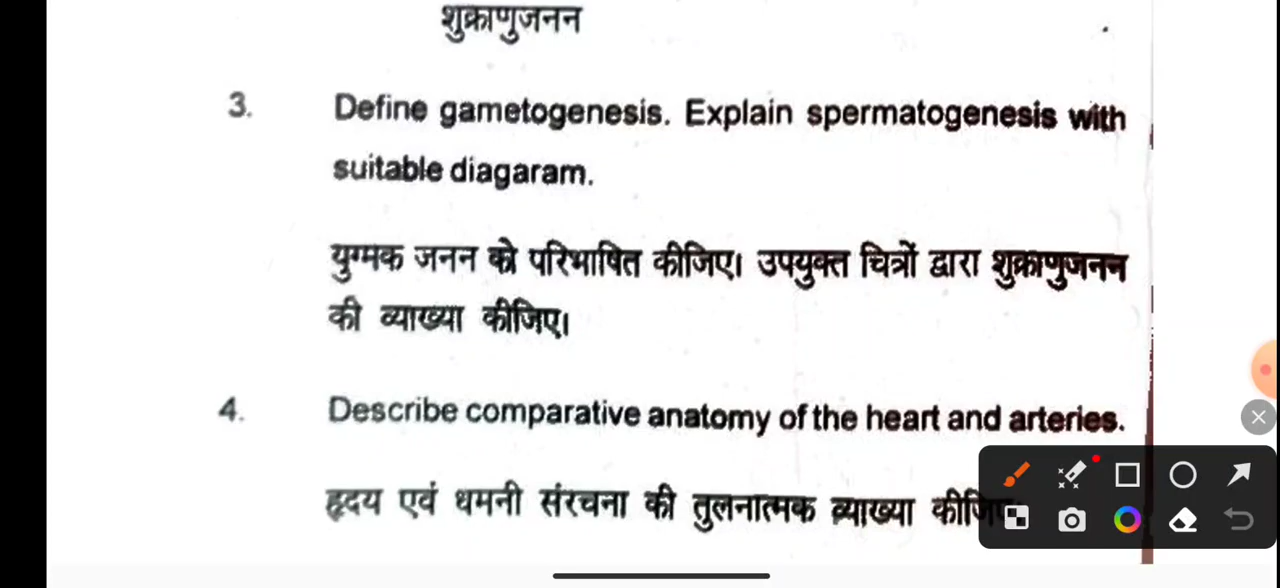 शुक्राणुजनन
3. Define gametogenesis. Explain spermatogenesis with
suitable diagaram.
युग्मक जनन को परिभाषित कीजिए। उपयुक्त चित्रों द्वारा शुक्राणुजनन
की व्याख्या कीजिए।
4. Describe comparative anatomy of the heart and arteries.
हृदय एवं धमनी संरचना की तुलनात्मक व्याख्या